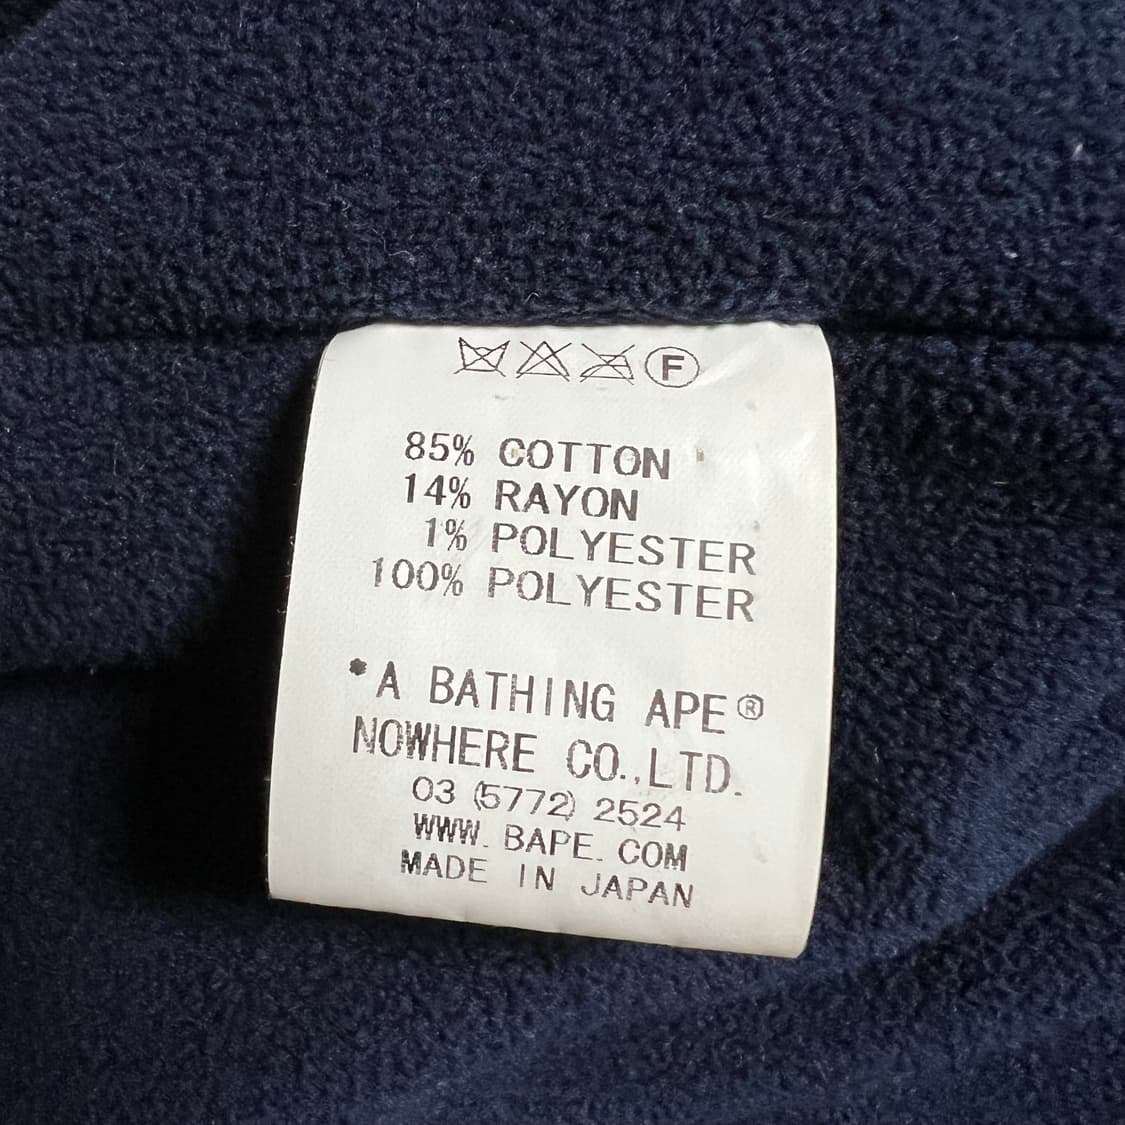 F
85% COTTON
14% RAYON
1% POLYESTER
100% POLYESTER
*A BATHING APE®
NOWHERE CO.,LTD.
03 (5772) 2524
WWW. BAPE. COM
MADE IN JAPAN